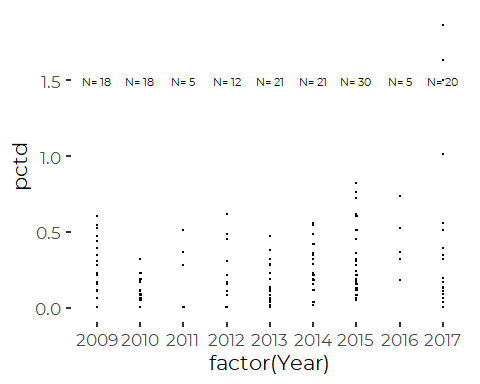 1.5
N= 18 N= 18 N= 5 N= 12 N= 21 N= 21 N= 30 N= 5 N= 20
1.0
pctd
0.5
0.0
2009 2010 2011 2012 2013 2014 2015 2016 2017
factor(Year)